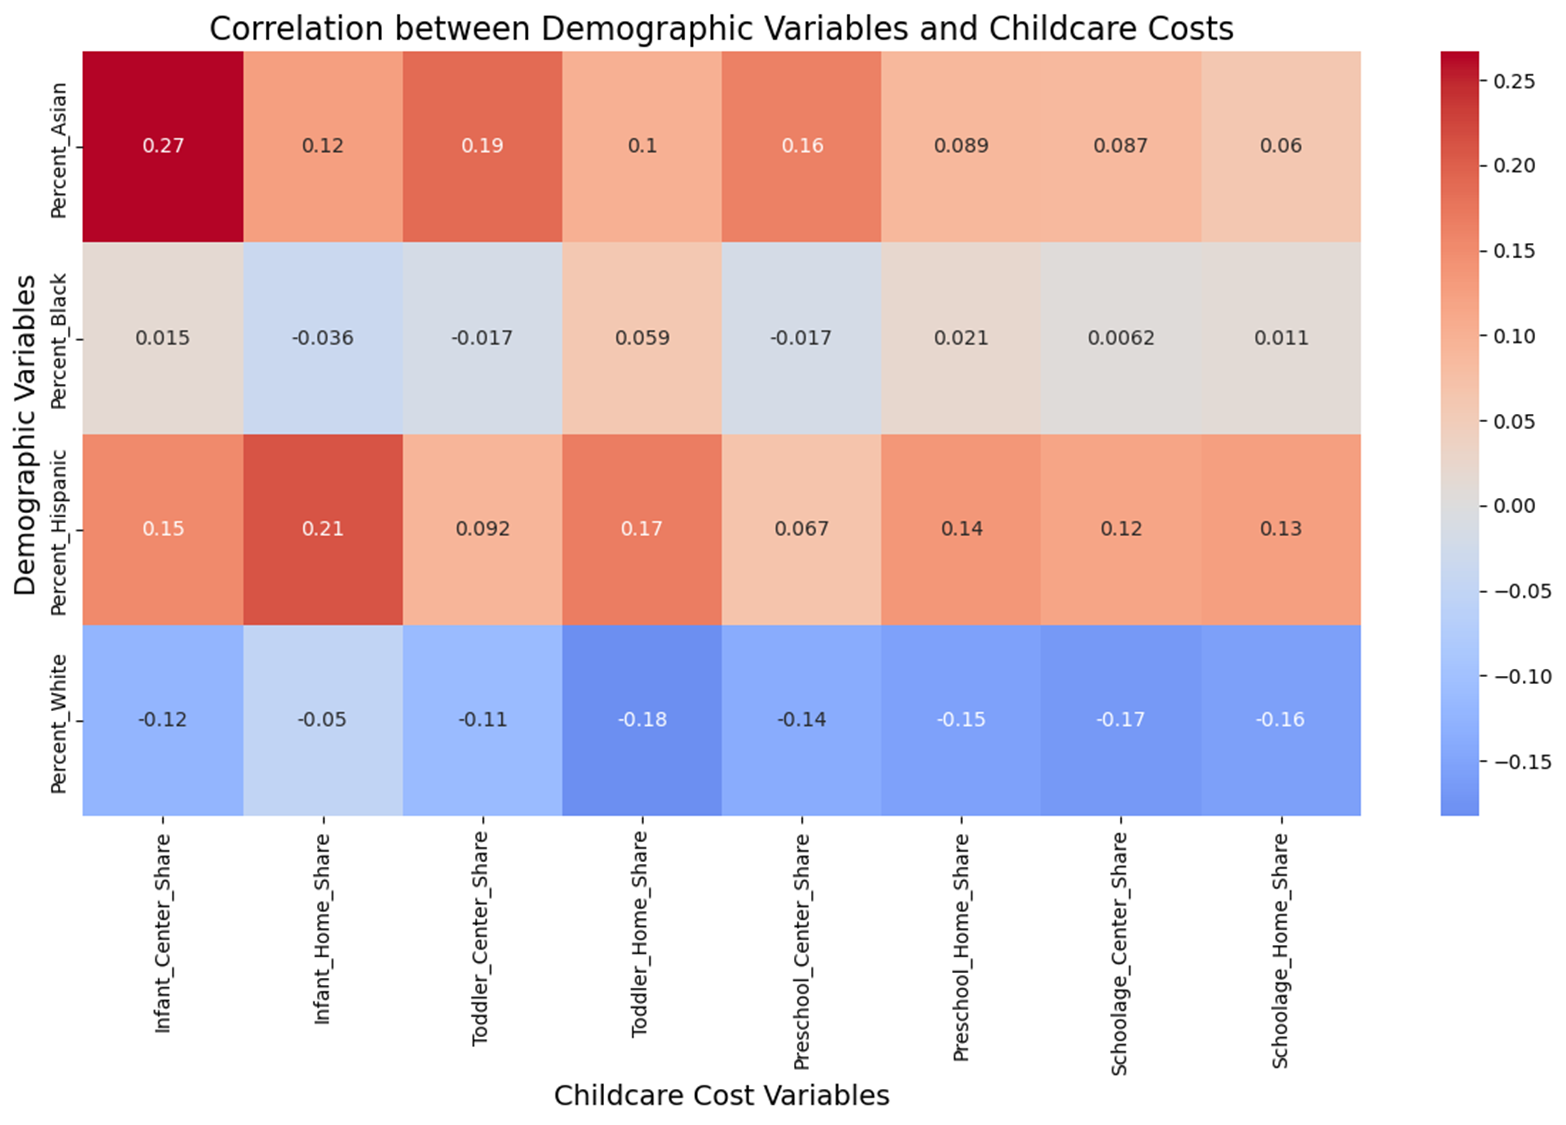 Correlation between Demographic Variables and Childcare Costs
Demographic Variables
Percent_Asian
0.27 0.12 0.19 0.1 0.16 0.089 0.087 0.06
Percent_Black
0.015 -0.036 -0.017 0.059 -0.017 0.021 0.0062 0.011
Percent_Hispanic
0.15 0.21 0.092 0.17 0.067 0.14 0.12 0.13
Percent_White
-0.12 -0.05 -0.11 -0.18 -0.14 -0.15 -0.17 -0.16
Infant_Center_Share
Infant_Home_Share
Toddler_Center_Share
Toddler_Home_Share
Preschool_Center_Share
Preschool_Home_Share
Schoolage_Center_Share
Schoolage_Home_Share
Childcare Cost Variables
0.25
0.20
0.15
0.10
0.05
0.00
−0.05
−0.10
−0.15